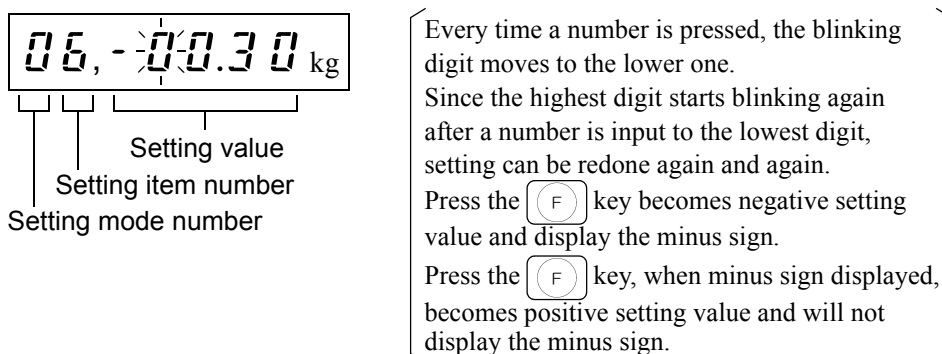 06,-00.30 kg
Setting value
Setting item number
Setting mode number
Every time a number is pressed, the blinking
digit moves to the lower one.
Since the highest digit starts blinking again
after a number is input to the lowest digit,
setting can be redone again and again.
Press the F key becomes negative setting
value and display the minus sign.
Press the F key, when minus sign displayed,
becomes positive setting value and will not
display the minus sign.